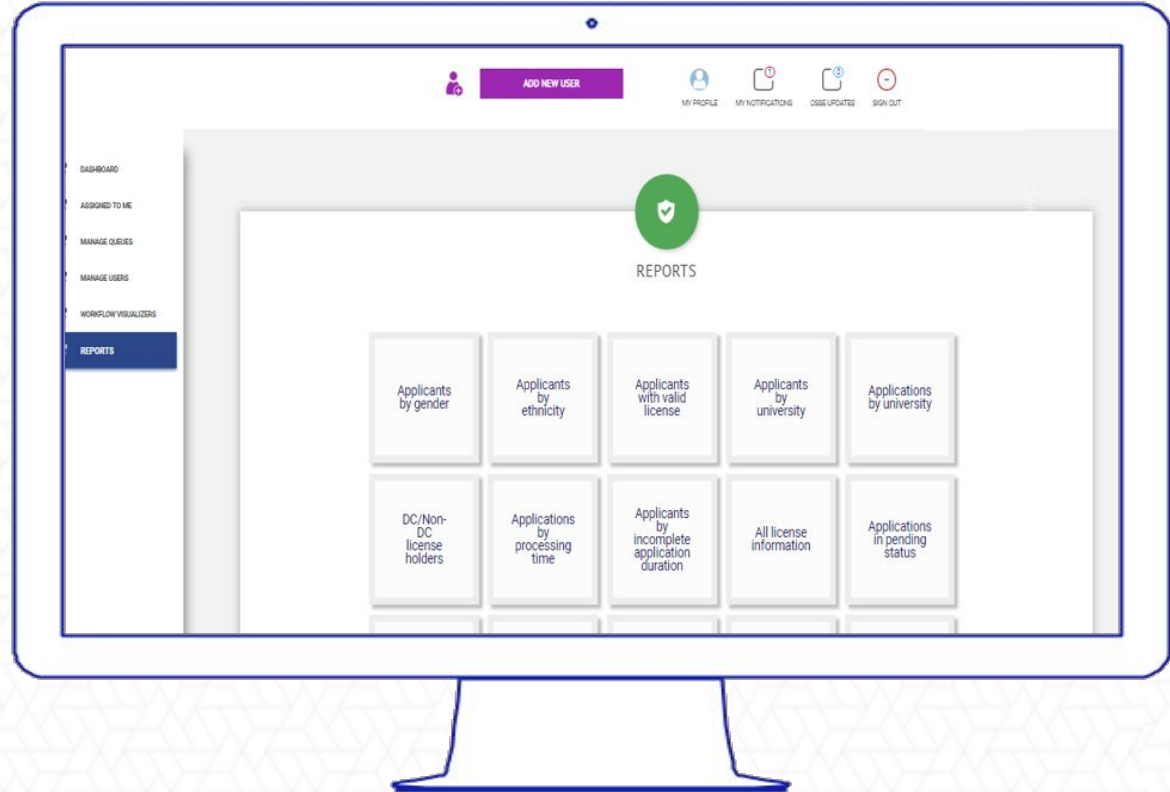 ADD NEW USER
MY PROFILE
MY NOTIFICATIONS
OSSE UPDATES
SIGN OUT
DASHBOARD
ASSIGNED TO ME
MANAGE QUEUES
MANAGE USERS
WORKFLOW VISUALIZERS
REPORTS
REPORTS
Applicants
by gender
Applicants
by
ethnicity
Applicants
with valid
license
Applicants
by
university
Applications
by university
DC/Non-
DC
license
holders
Applications
by
processing
time
Applicants
by
incomplete
application
duration
All license
information
Applications
in pending
status